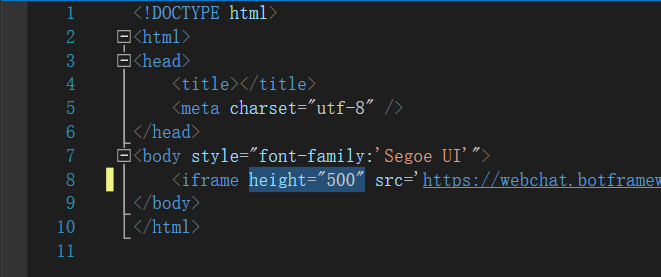 1 <!DOCTYPE html>
2 <html>
3 <head>
4 <title></title>
5 <meta charset="utf-8" />
6 </head>
7 <body style="font-family:'Segoe UI'">
8 <iframe height="500" src='https://webchat.botframew
9 </body>
10 </html>
11